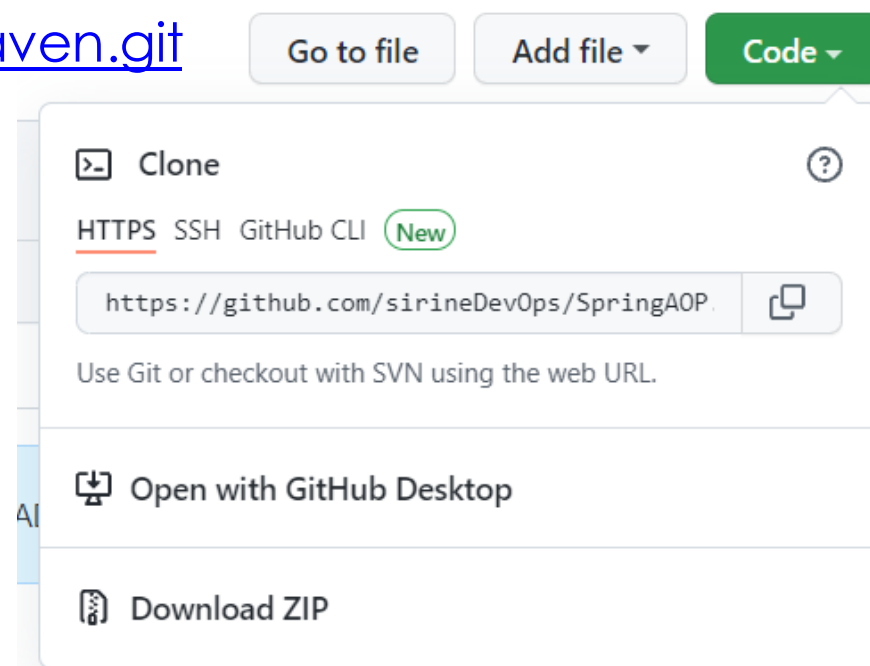 aven.git
Go to file Add file Code
Clone
HTTPS SSH GitHub CLI New
https://github.com/sirineDevOps/SpringAOP.
Use Git or checkout with SVN using the web URL.
Open with GitHub Desktop
Download ZIP